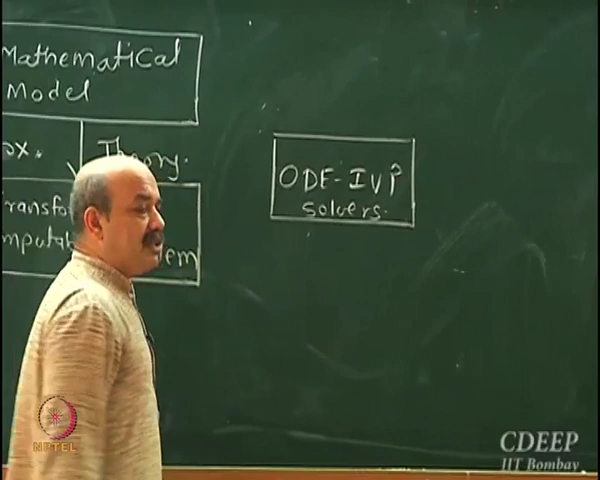 Mathematical
Model
Theory.
ODE-IVP
solvers.
NPTEL
CDEEP
IIT Bombay